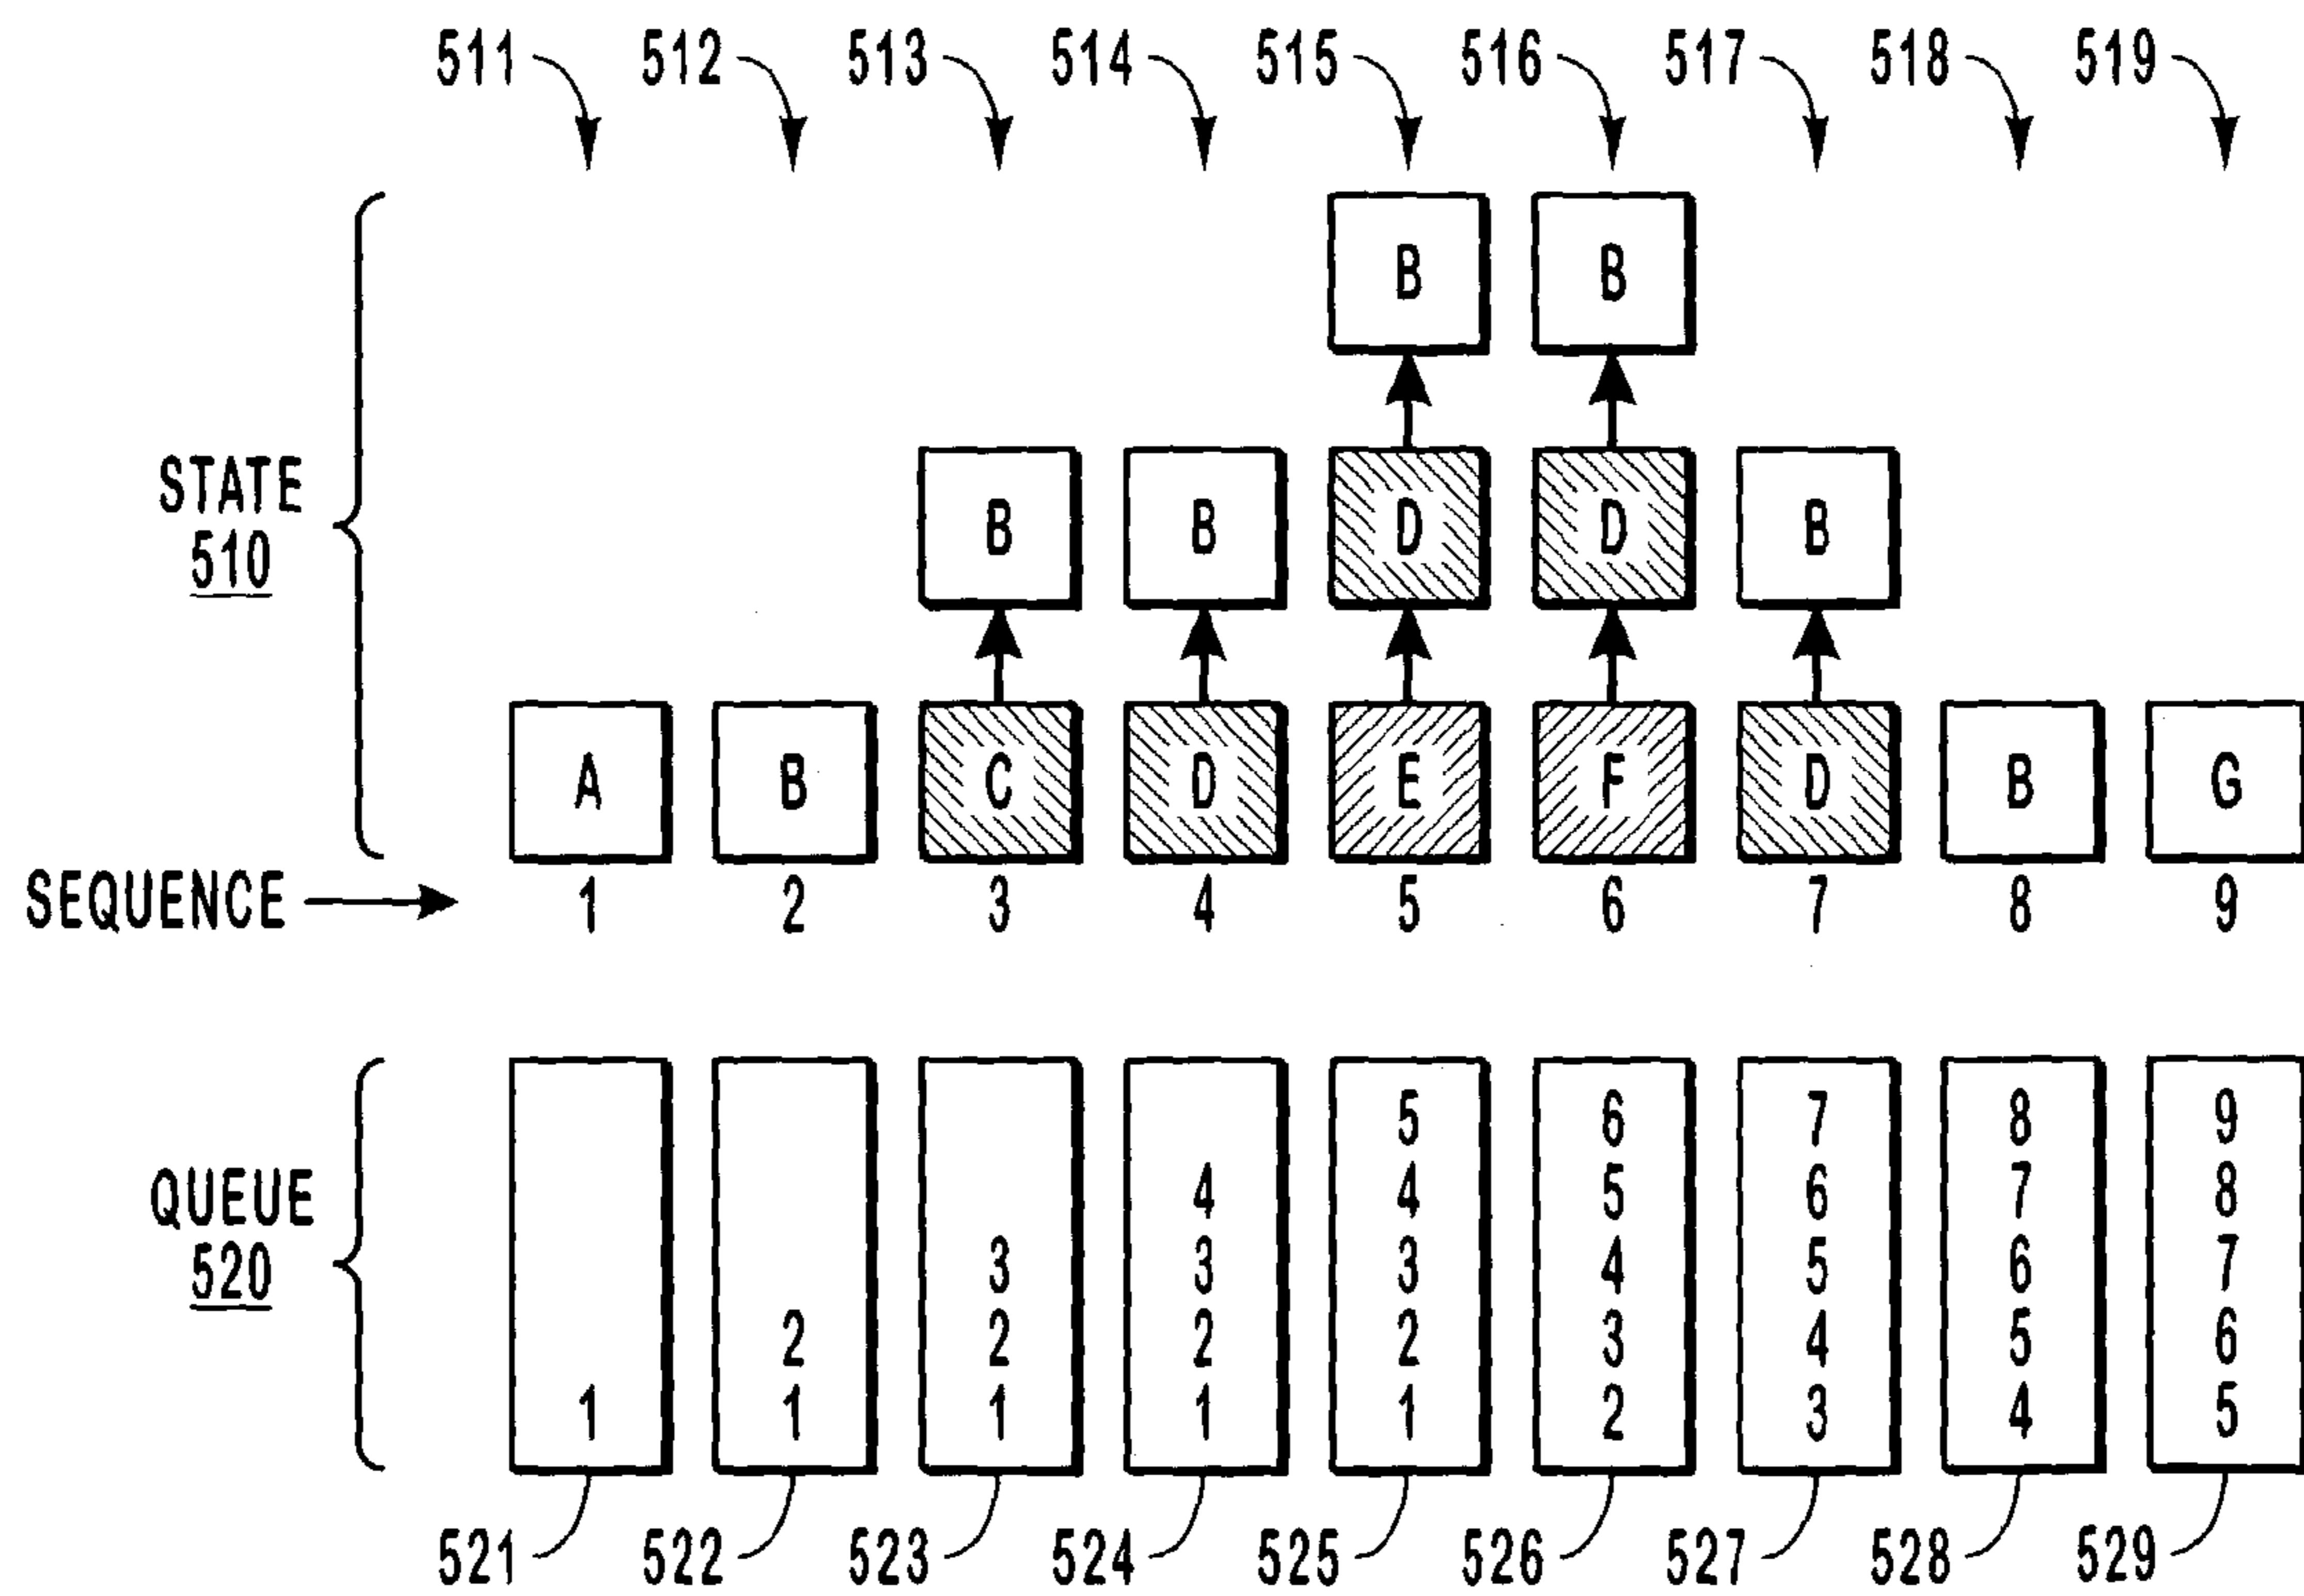 511 512 513 514 515 516 517 518 519
B B
STATE
510
B B D D B
A B C D E F D B G
SEQUENCE 1 2 3 4 5 6 7 8 9
QUEUE
520
5 6 7 8 9
4 4 5 6 7 8
3 3 3 4 5 6 7
2 2 2 2 3 4 5 6
1 1 1 1 1 2 3 4 5
521 522 523 524 525 526 527 528 529